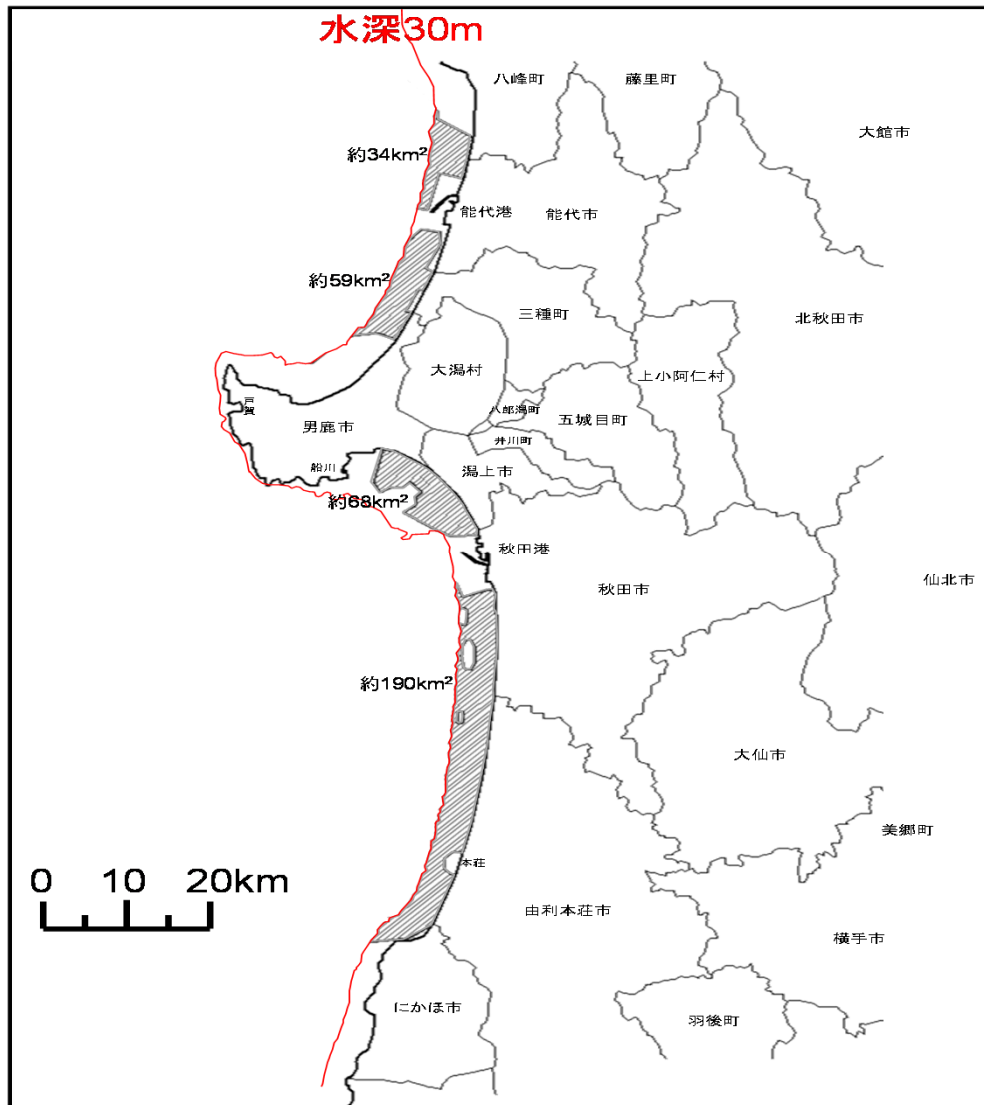 水深30m
八峰町
藤里町
大館市
約34km²
能代港
能代市
約59km²
三種町
北秋田市
大潟村
上小阿仁村
戸賀
八郎潟町
五城目町
男鹿市
井川町
船川
潟上市
約68km²
秋田港
秋田市
仙北市
約190km²
大仙市
美郷町
本荘
0 10 20km
由利本荘市
横手市
にかほ市
羽後町